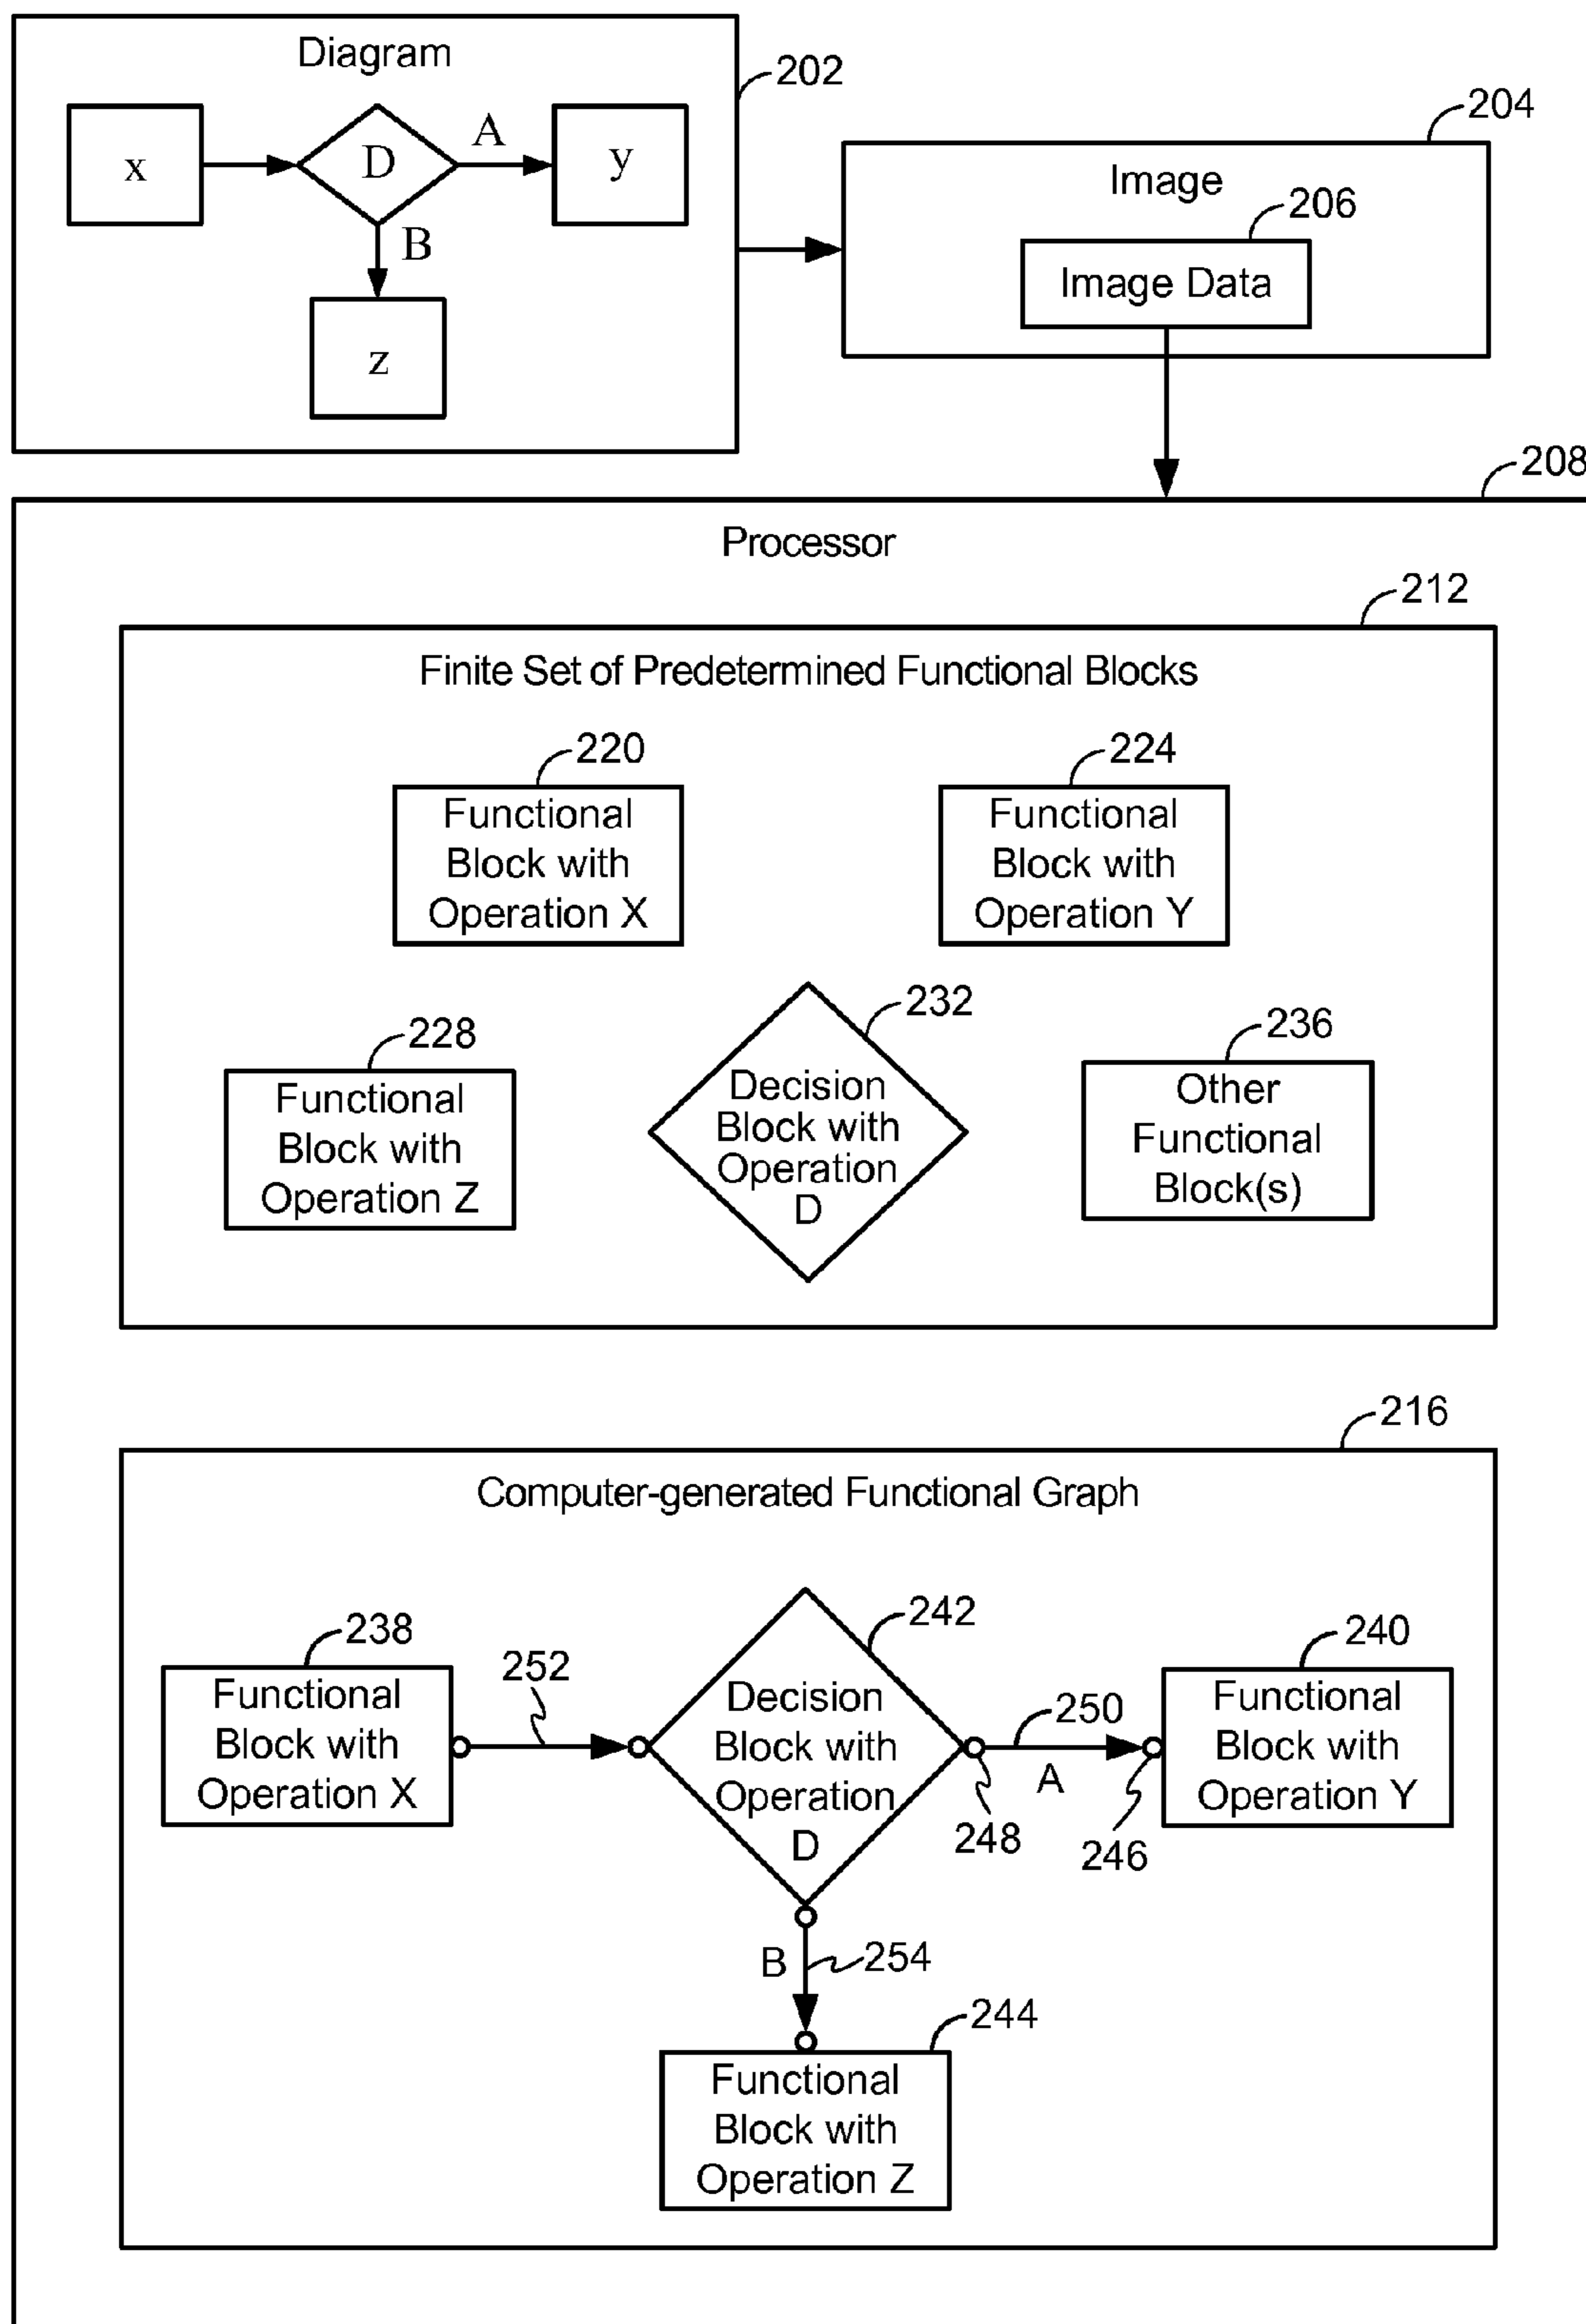 Diagram
202
x
D
A
y
B
z
204
Image
206
Image Data
208
Processor
212
Finite Set of Predetermined Functional Blocks
220
Functional
Block with
Operation X
224
Functional
Block with
Operation Y
228
Functional
Block with
Operation Z
232
Decision
Block with
Operation
D
236
Other
Functional
Block(s)
216
Computer-generated Functional Graph
238
Functional
Block with
Operation X
252
242
Decision
Block with
Operation
D
248
250
A
246
240
Functional
Block with
Operation Y
B
254
244
Functional
Block with
Operation Z